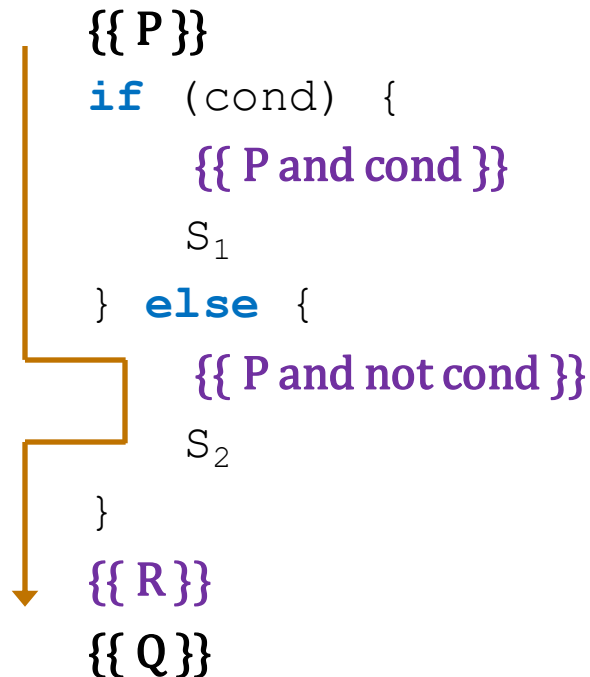 {{ P }}
if (cond) {
{{ P and cond }}
S₁
} else {
{{ P and not cond }}
S₂
}
{{ R }}
{{ Q }}